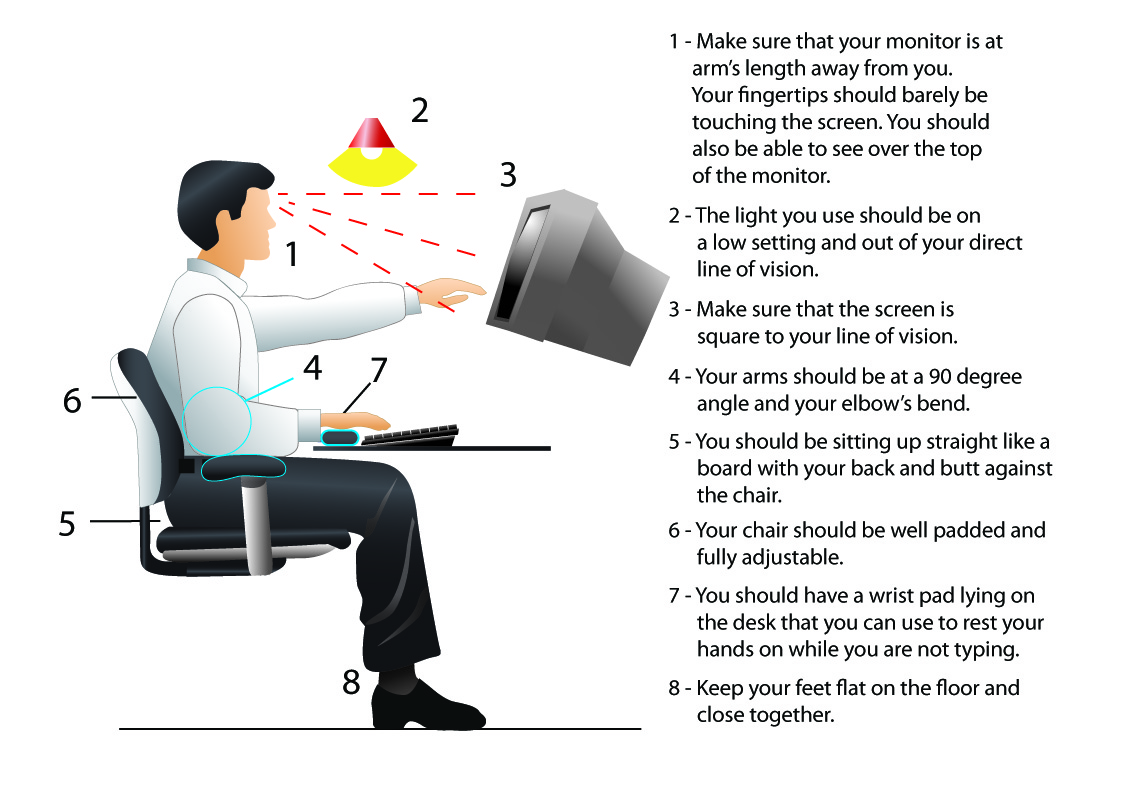 1 - Make sure that your monitor is at
arm's length away from you.
Your fingertips should barely be
touching the screen. You should
also be able to see over the top
of the monitor.
2 - The light you use should be on
a low setting and out of your direct
line of vision.
3 - Make sure that the screen is
square to your line of vision.
4 - Your arms should be at a 90 degree
angle and your elbow's bend.
5 - You should be sitting up straight like a
board with your back and butt against
the chair.
6 - Your chair should be well padded and
fully adjustable.
7 - You should have a wrist pad lying on
the desk that you can use to rest your
hands on while you are not typing.
8 - Keep your feet flat on the floor and
close together.
2
3
1
4
7
6
5
8